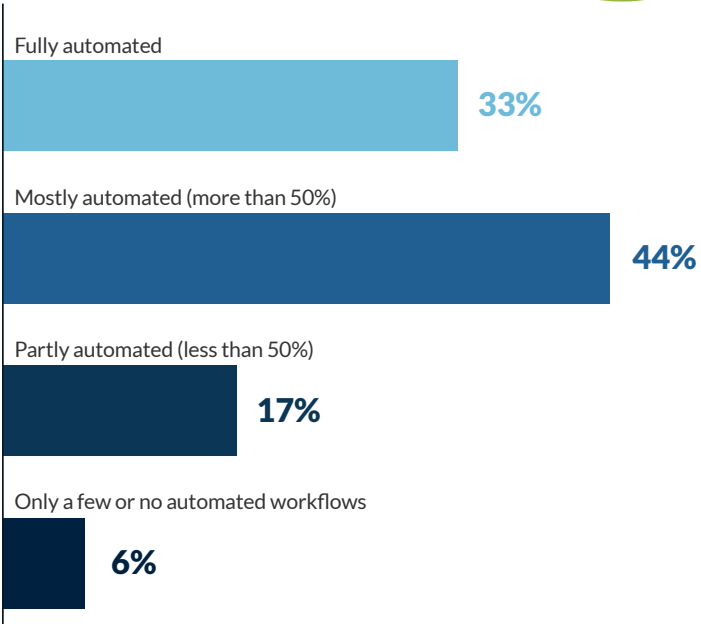 Fully automated
33%
Mostly automated (more than 50%)
44%
Partly automated (less than 50%)
17%
Only a few or no automated workflows
6%